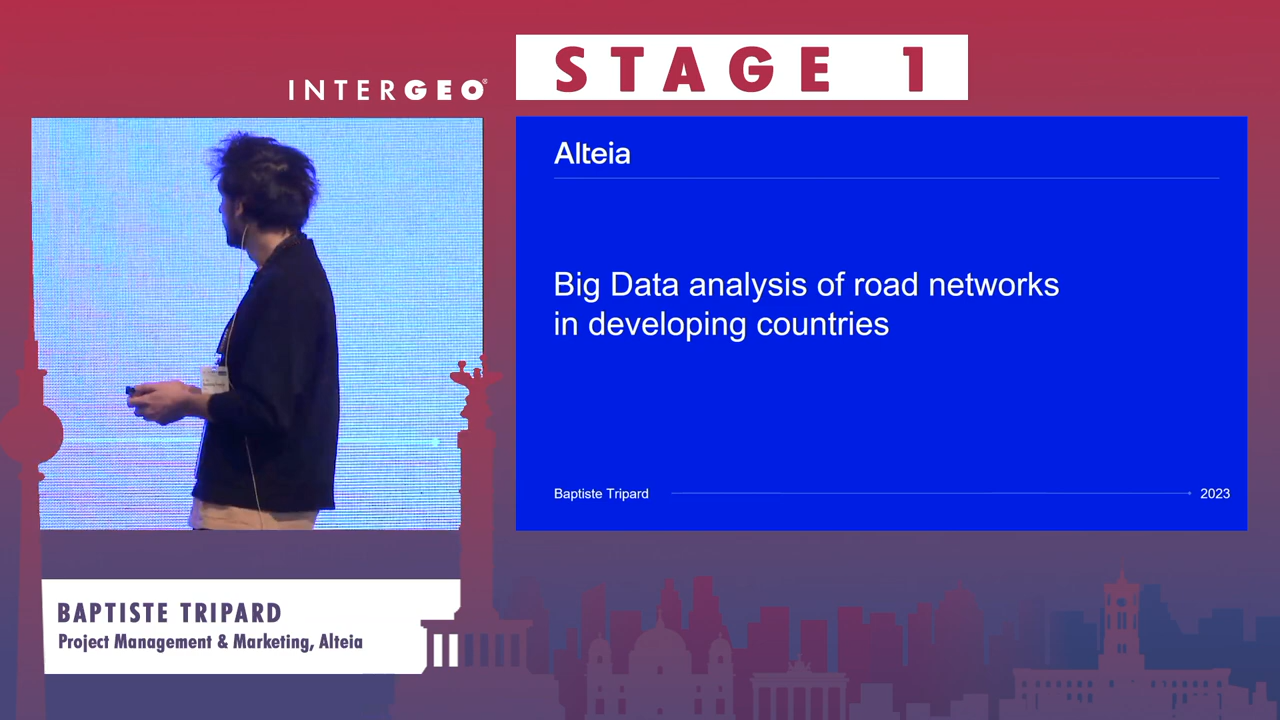 STAGE 1
INTERGEO®
Alteia
Big Data analysis of road networks
in developing countries
Baptiste Tripard
2023
BAPTISTE TRIPARD
Project Management & Marketing, Alteia